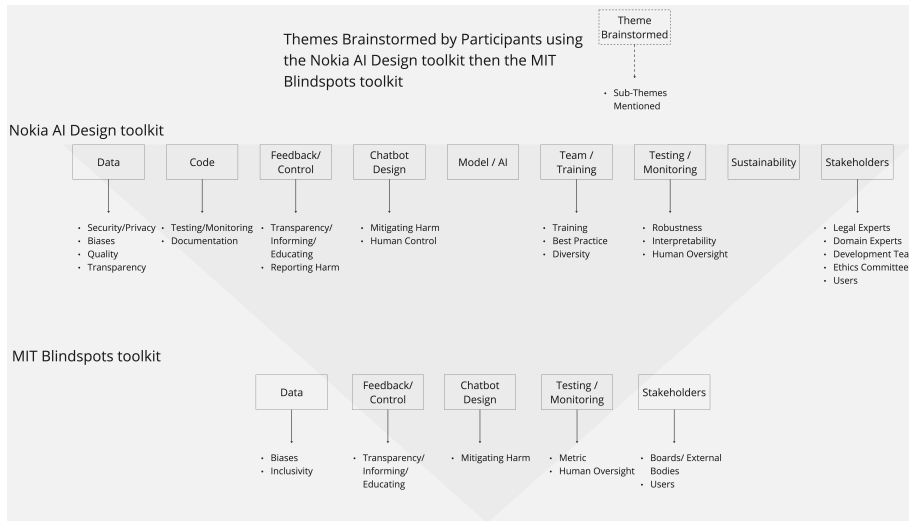 Themes Brainstormed by Participants using
the Nokia AI Design toolkit then the MIT
Blindspots toolkit
Theme
Brainstormed
• Sub-Themes
Mentioned
Nokia AI Design toolkit
Data
Code
Feedback/
Control
Chatbot
Design
Model / AI
Team /
Training
Testing /
Monitoring
Sustainability
Stakeholders
• Security/Privacy
• Biases
• Quality
• Transparency
• Testing/Monitoring
• Documentation
• Transparency/
Informing/
Educating
• Reporting Harm
• Mitigating Harm
• Human Control
• Training
• Best Practice
• Diversity
• Robustness
• Interpretability
• Human Oversight
• Legal Experts
• Domain Experts
• Development Tea
• Ethics Committee
• Users
MIT Blindspots toolkit
Data
Feedback/
Control
Chatbot
Design
Testing /
Monitoring
Stakeholders
• Biases
• Inclusivity
• Transparency/
Informing/
Educating
• Mitigating Harm
• Metric
• Human Oversight
• Boards/ External
Bodies
• Users